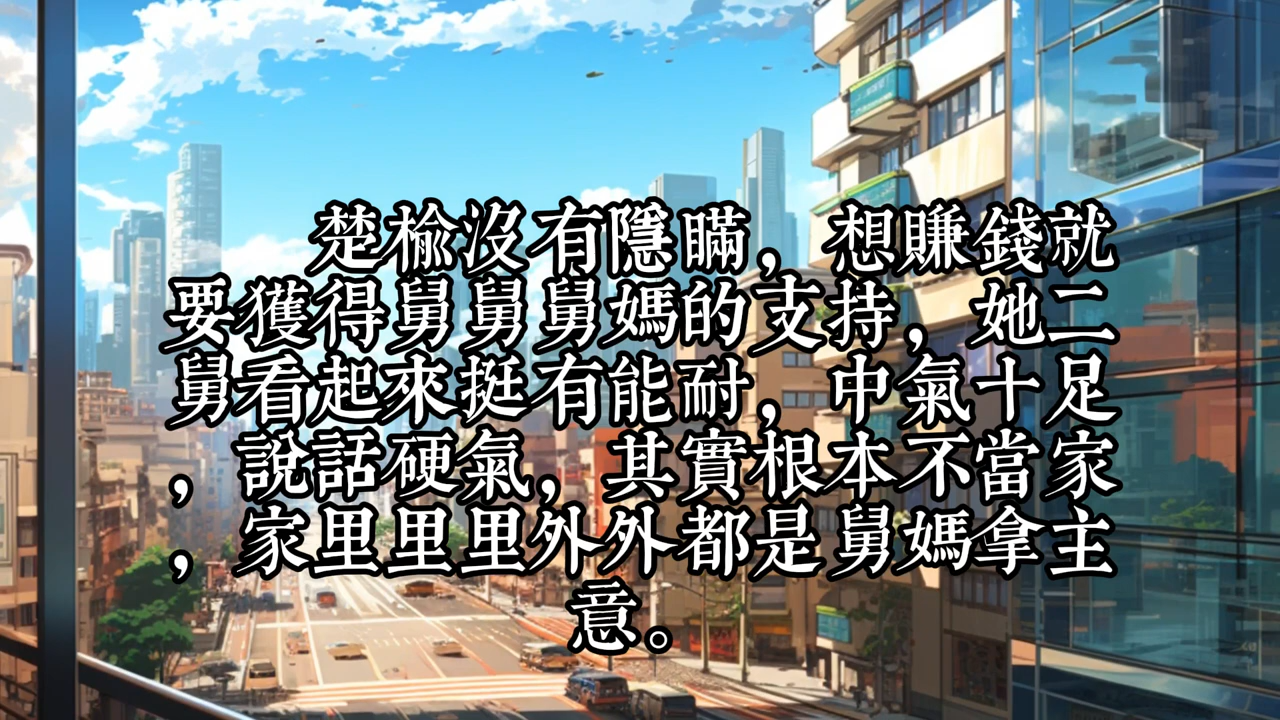 楚楡沒有隱瞞，想賺錢就
要獲得舅舅舅媽的支持，她二
舅看起來挺有能耐，中氣十足
，說話硬氣，其實根本不當家
，家里里里外外都是舅媽拿主
意。